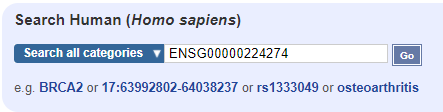 Search Human (Homo sapiens)
Search all categories ▼ ENSG00000224274 Go
e.g. BRCA2 or 17:63992802-64038237 or rs1333049 or osteoarthritis